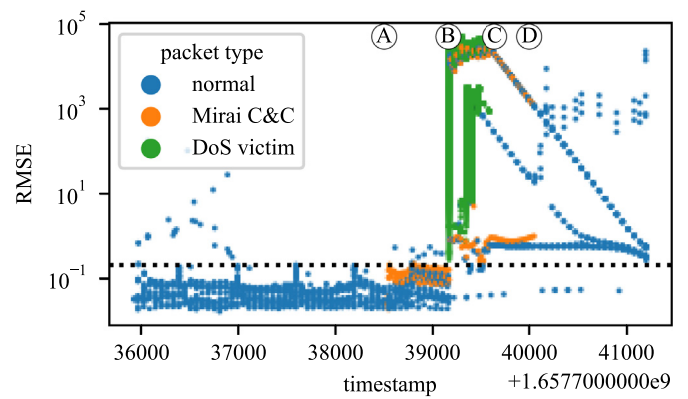 10^5
A B C D
packet type
normal
Mirai C&C
DoS victim
10^3
10^1
10^−1
RMSE
36000 37000 38000 39000 40000 41000
timestamp
+1.6577000000e9